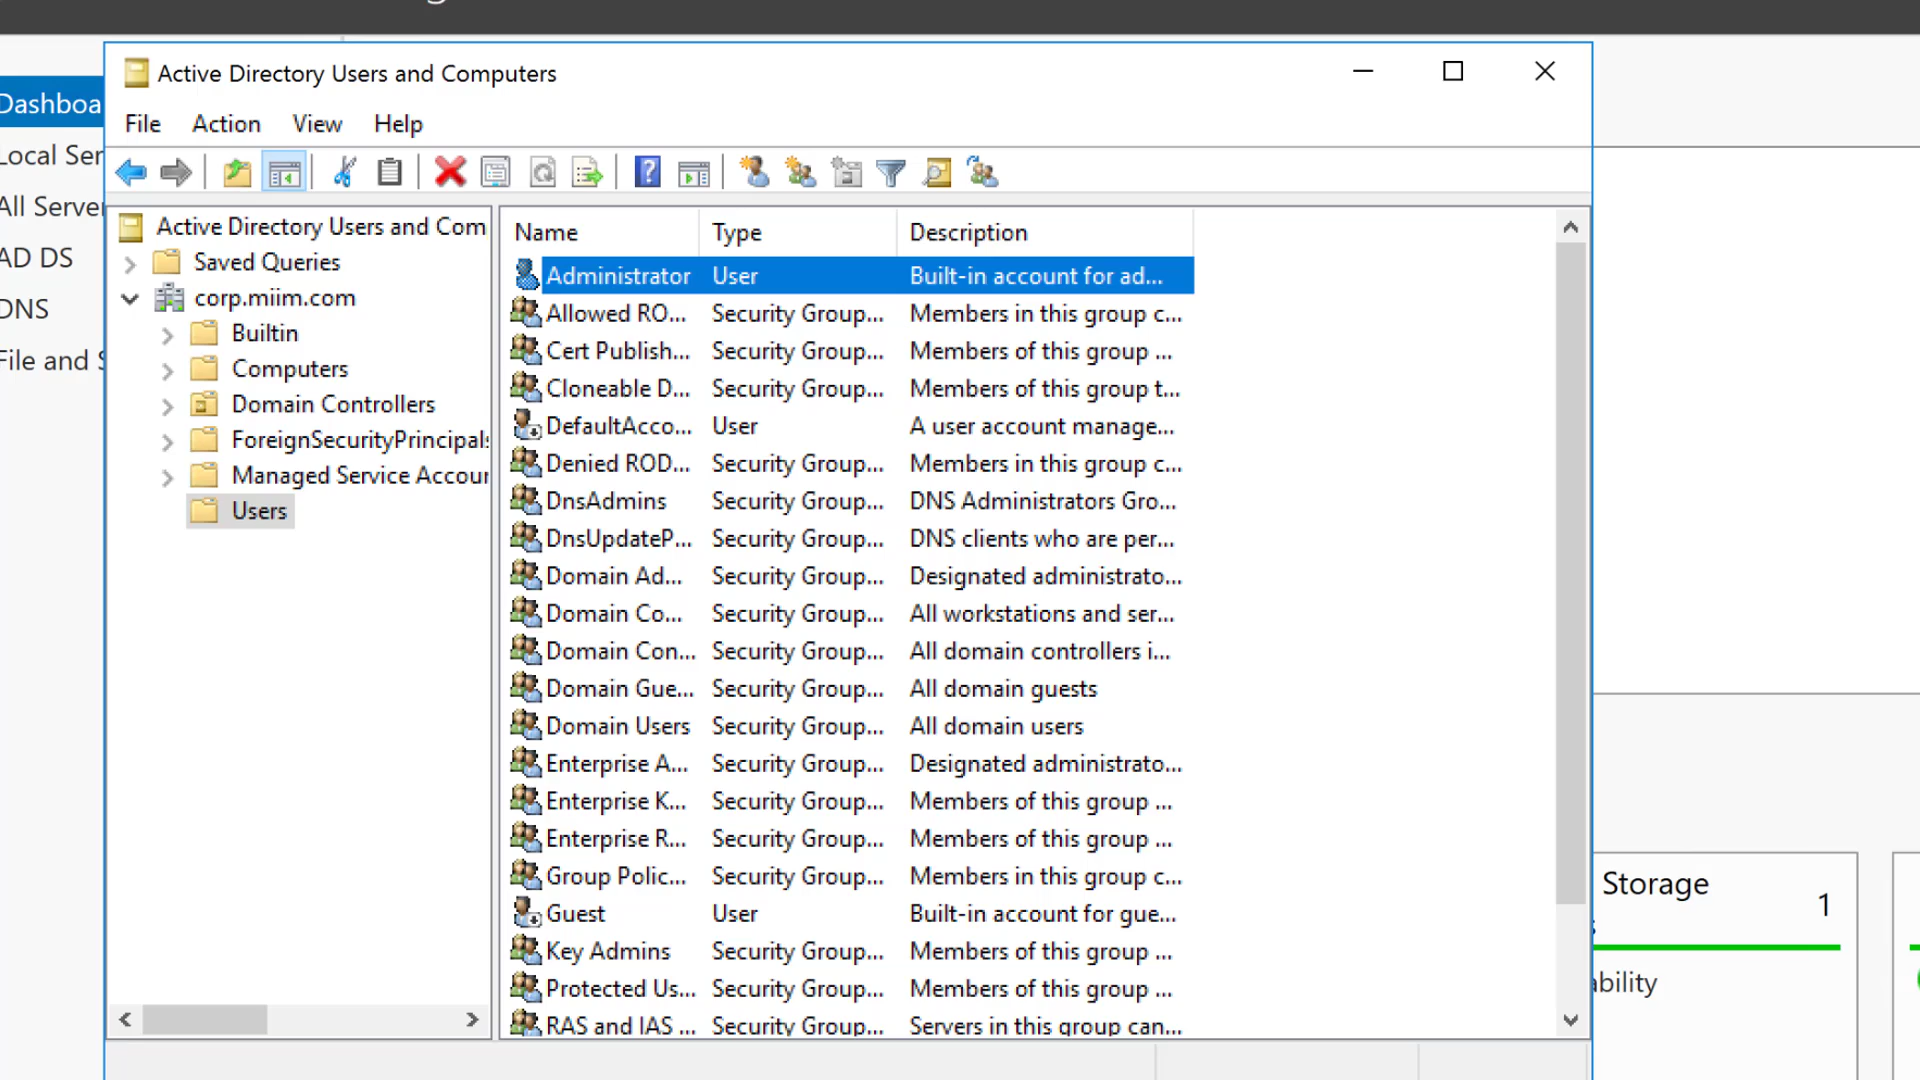 Active Directory Users and Computers
File Action View Help
Dashboa
Local Ser
All Server
AD DS
DNS
File and S
Active Directory Users and Com
Saved Queries
corp.miim.com
Builtin
Computers
Domain Controllers
ForeignSecurityPrincipals
Managed Service Accour
Users
Name Type Description
Administrator User Built-in account for ad...
Allowed RO... Security Group... Members in this group c...
Cert Publish... Security Group... Members of this group ...
Cloneable D... Security Group... Members of this group t...
DefaultAcco... User A user account manage...
Denied ROD... Security Group... Members in this group c...
DnsAdmins Security Group... DNS Administrators Gro...
DnsUpdateP... Security Group... DNS clients who are per...
Domain Ad... Security Group... Designated administrato...
Domain Co... Security Group... All workstations and ser...
Domain Con... Security Group... All domain controllers i...
Domain Gue... Security Group... All domain guests
Domain Users Security Group... All domain users
Enterprise A... Security Group... Designated administrato...
Enterprise K... Security Group... Members of this group ...
Enterprise R... Security Group... Members of this group ...
Group Polic... Security Group... Members in this group c...
Guest User Built-in account for gue...
Key Admins Security Group... Members of this group ...
Protected Us... Security Group... Members of this group ...
RAS and IAS ... Security Group... Servers in this group can...
Storage
1
ability